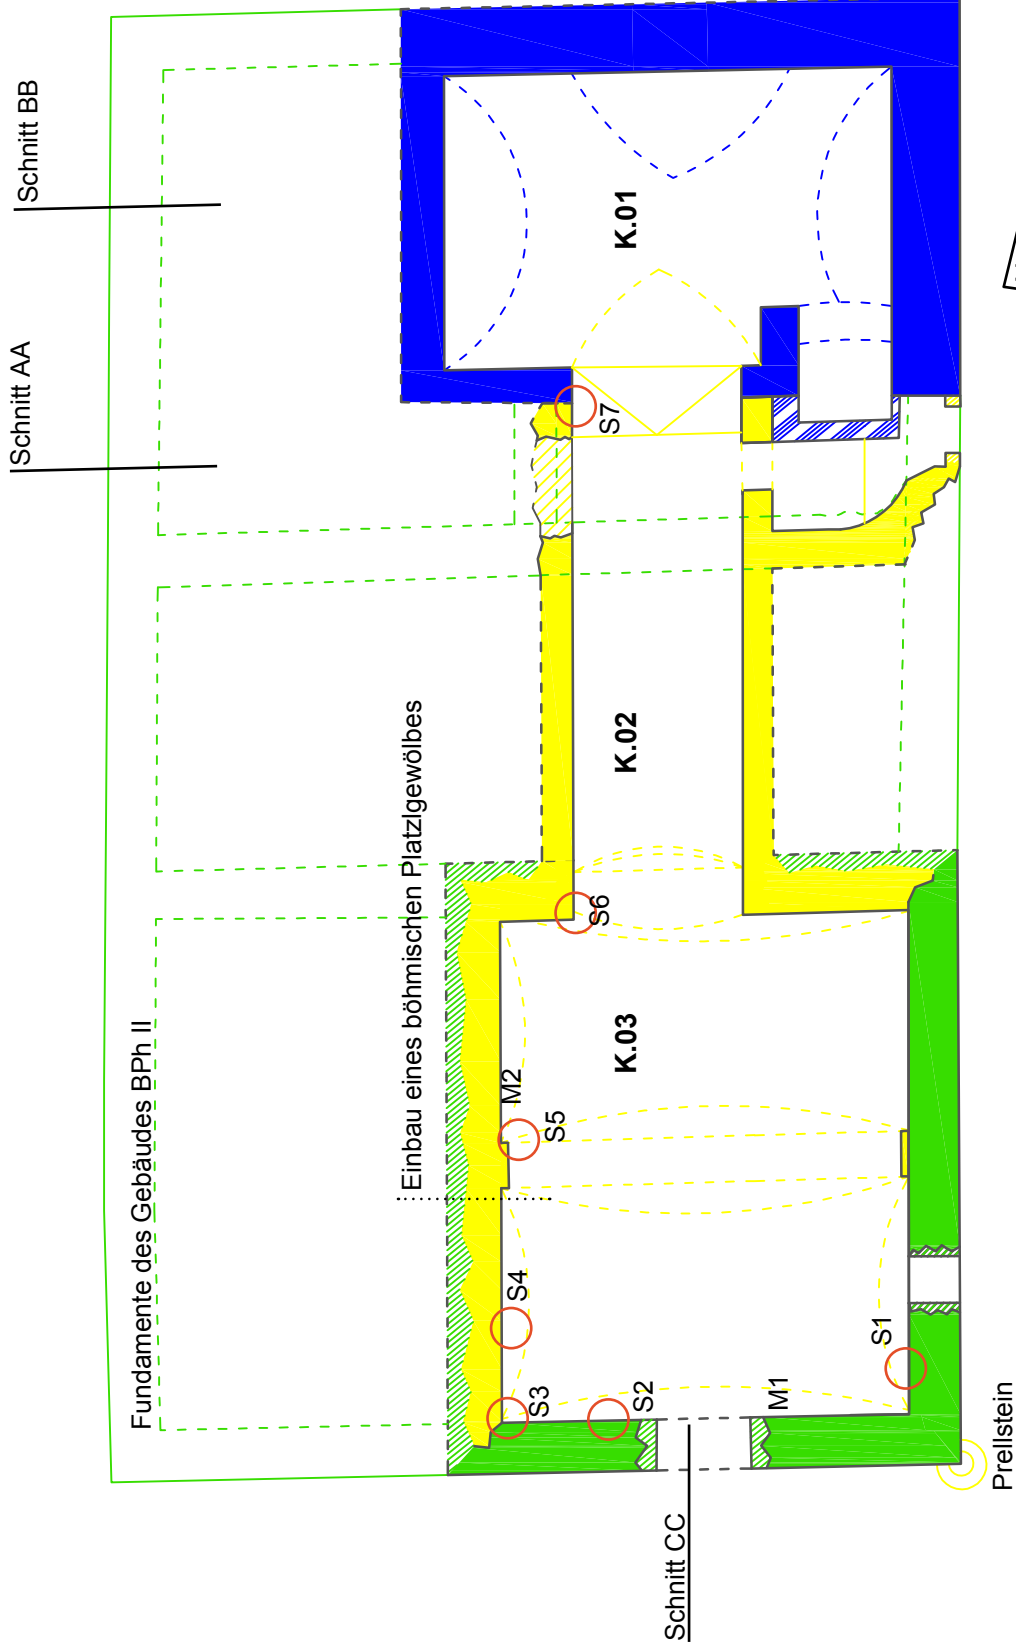 Schnitt BB
Schnitt AA
K.01
S7
K.02
Einbau eines böhmischen Platzlgewölbes
S6
K.03
Fundamente des Gebäudes BPh II
M2
S5
S4
S1
S3
S2
M1
Prellstein
Schnitt CC